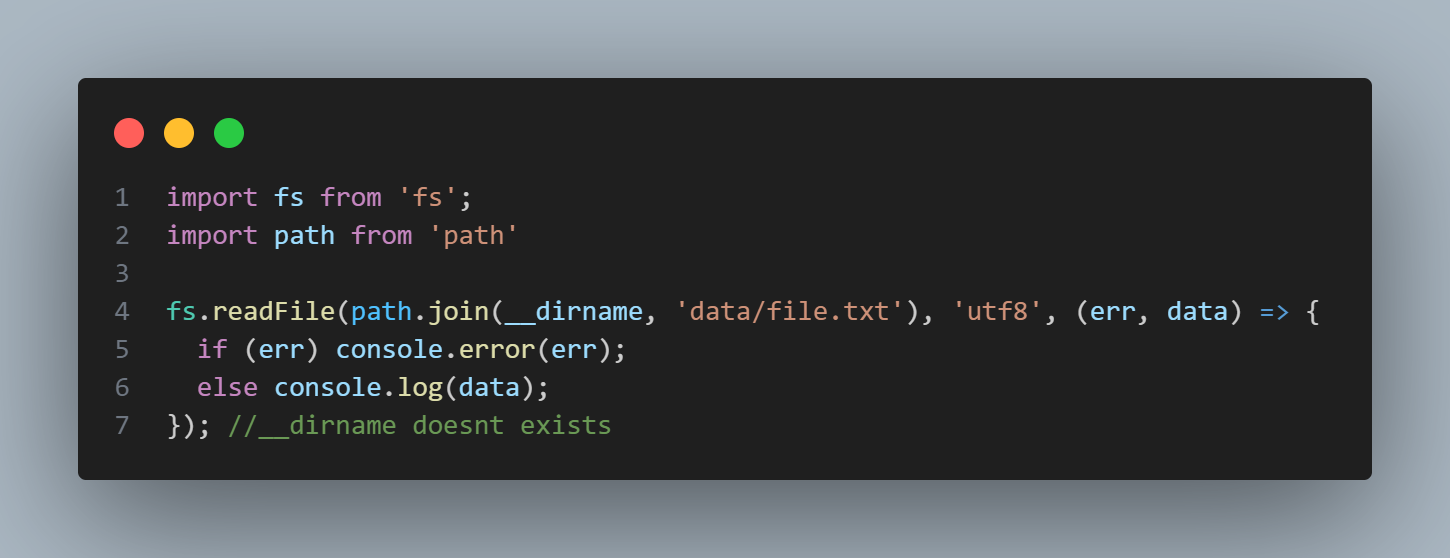 1 import fs from 'fs';
2 import path from 'path'
3
4 fs.readFile(path.join(__dirname, 'data/file.txt'), 'utf8', (err, data) => {
5   if (err) console.error(err);
6   else console.log(data);
7 }); //__dirname doesnt exists